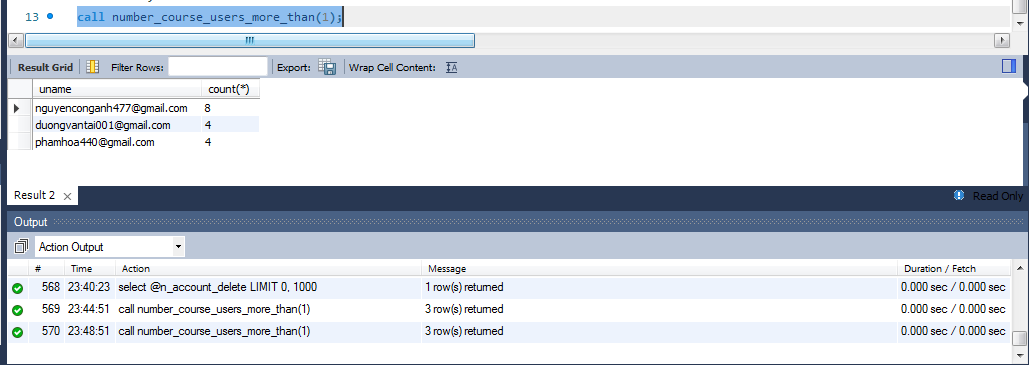 13 call number_course_users_more_than(1);
Result Grid Filter Rows: Export: Wrap Cell Content: IA
uname count(*)
nguyenconganh477@gmail.com 8
duongvantai001@gmail.com 4
phamhoa440@gmail.com 4
Result 2 × Read Only
Output
Action Output
# Time Action Message Duration / Fetch
568 23:40:23 select @n_account_delete LIMIT 0, 1000 1 row(s) returned 0.000 sec / 0.000 sec
569 23:44:51 call number_course_users_more_than(1) 3 row(s) returned 0.000 sec / 0.000 sec
570 23:48:51 call number_course_users_more_than(1) 3 row(s) returned 0.000 sec / 0.000 sec